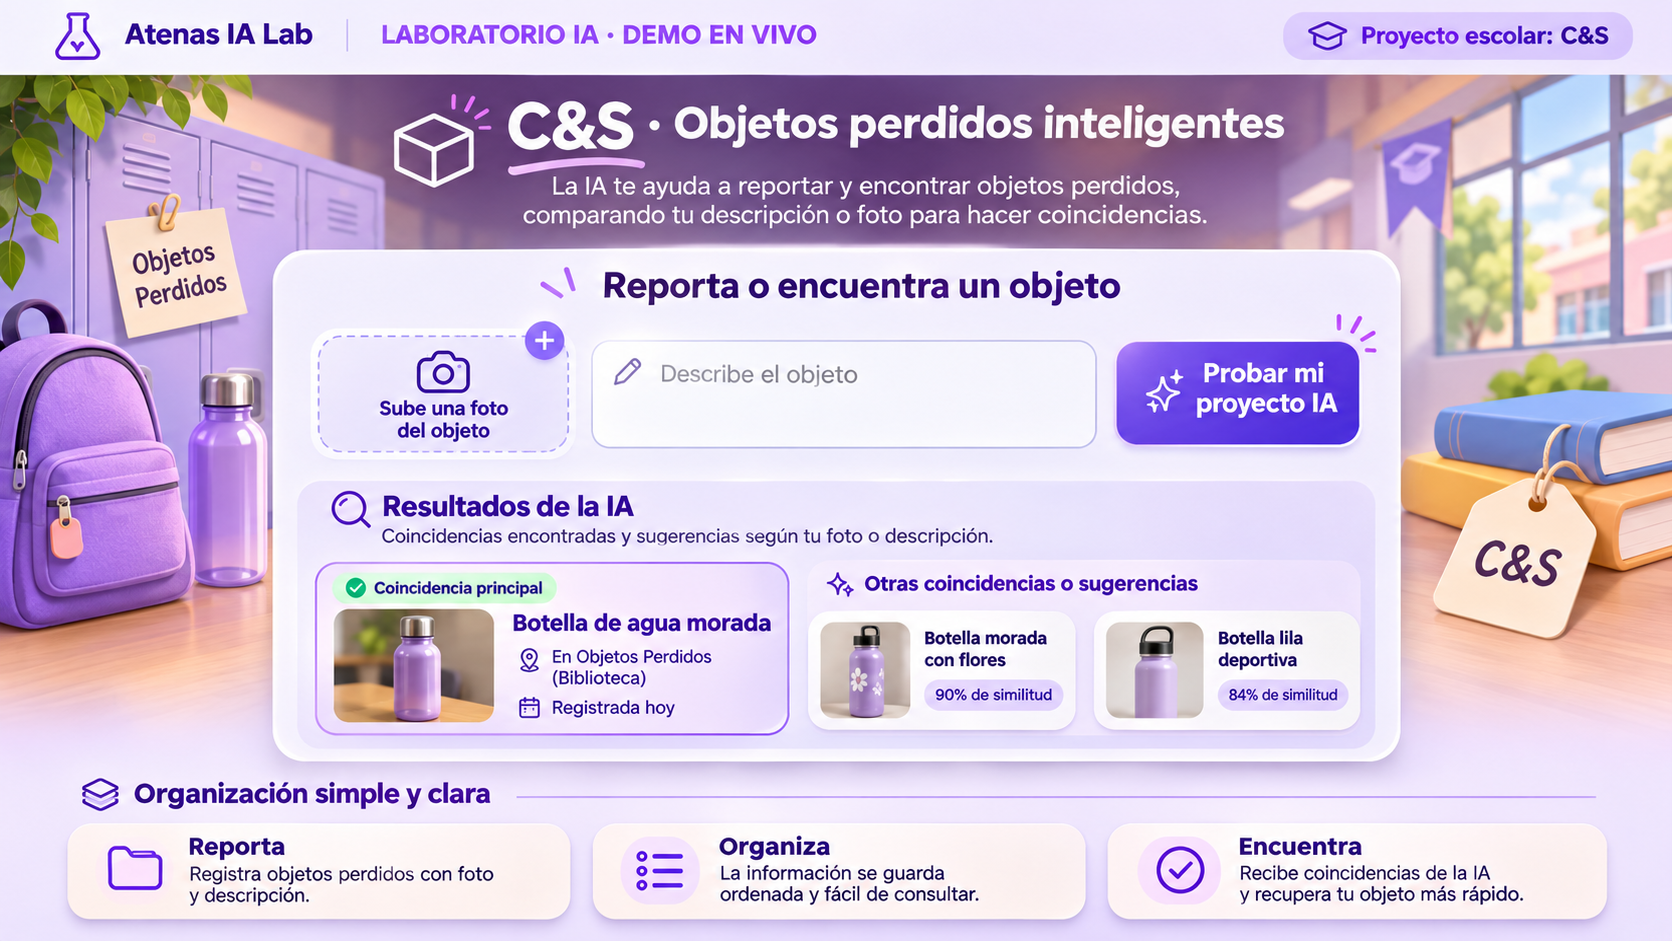 Atenas IA Lab
LABORATORIO IA · DEMO EN VIVO
Proyecto escolar: C&S
C&S · Objetos perdidos inteligentes
La IA te ayuda a reportar y encontrar objetos perdidos,
comparando tu descripción o foto para hacer coincidencias.
Objetos
Perdidos
Reporta o encuentra un objeto
Sube una foto
del objeto
Describe el objeto
Probar mi
proyecto IA
C&S
Resultados de la IA
Coincidencias encontradas y sugerencias según tu foto o descripción.
Coincidencia principal
Botella de agua morada
En Objetos Perdidos
(Biblioteca)
Registrada hoy
Otras coincidencias o sugerencias
Botella morada
con flores
90% de similitud
Botella lila
deportiva
84% de similitud
Organización simple y clara
Reporta
Registra objetos perdidos con foto
y descripción.
Organiza
La información se guarda
ordenada y fácil de consultar.
Encuentra
Recibe coincidencias de la IA
y recupera tu objeto más rápido.